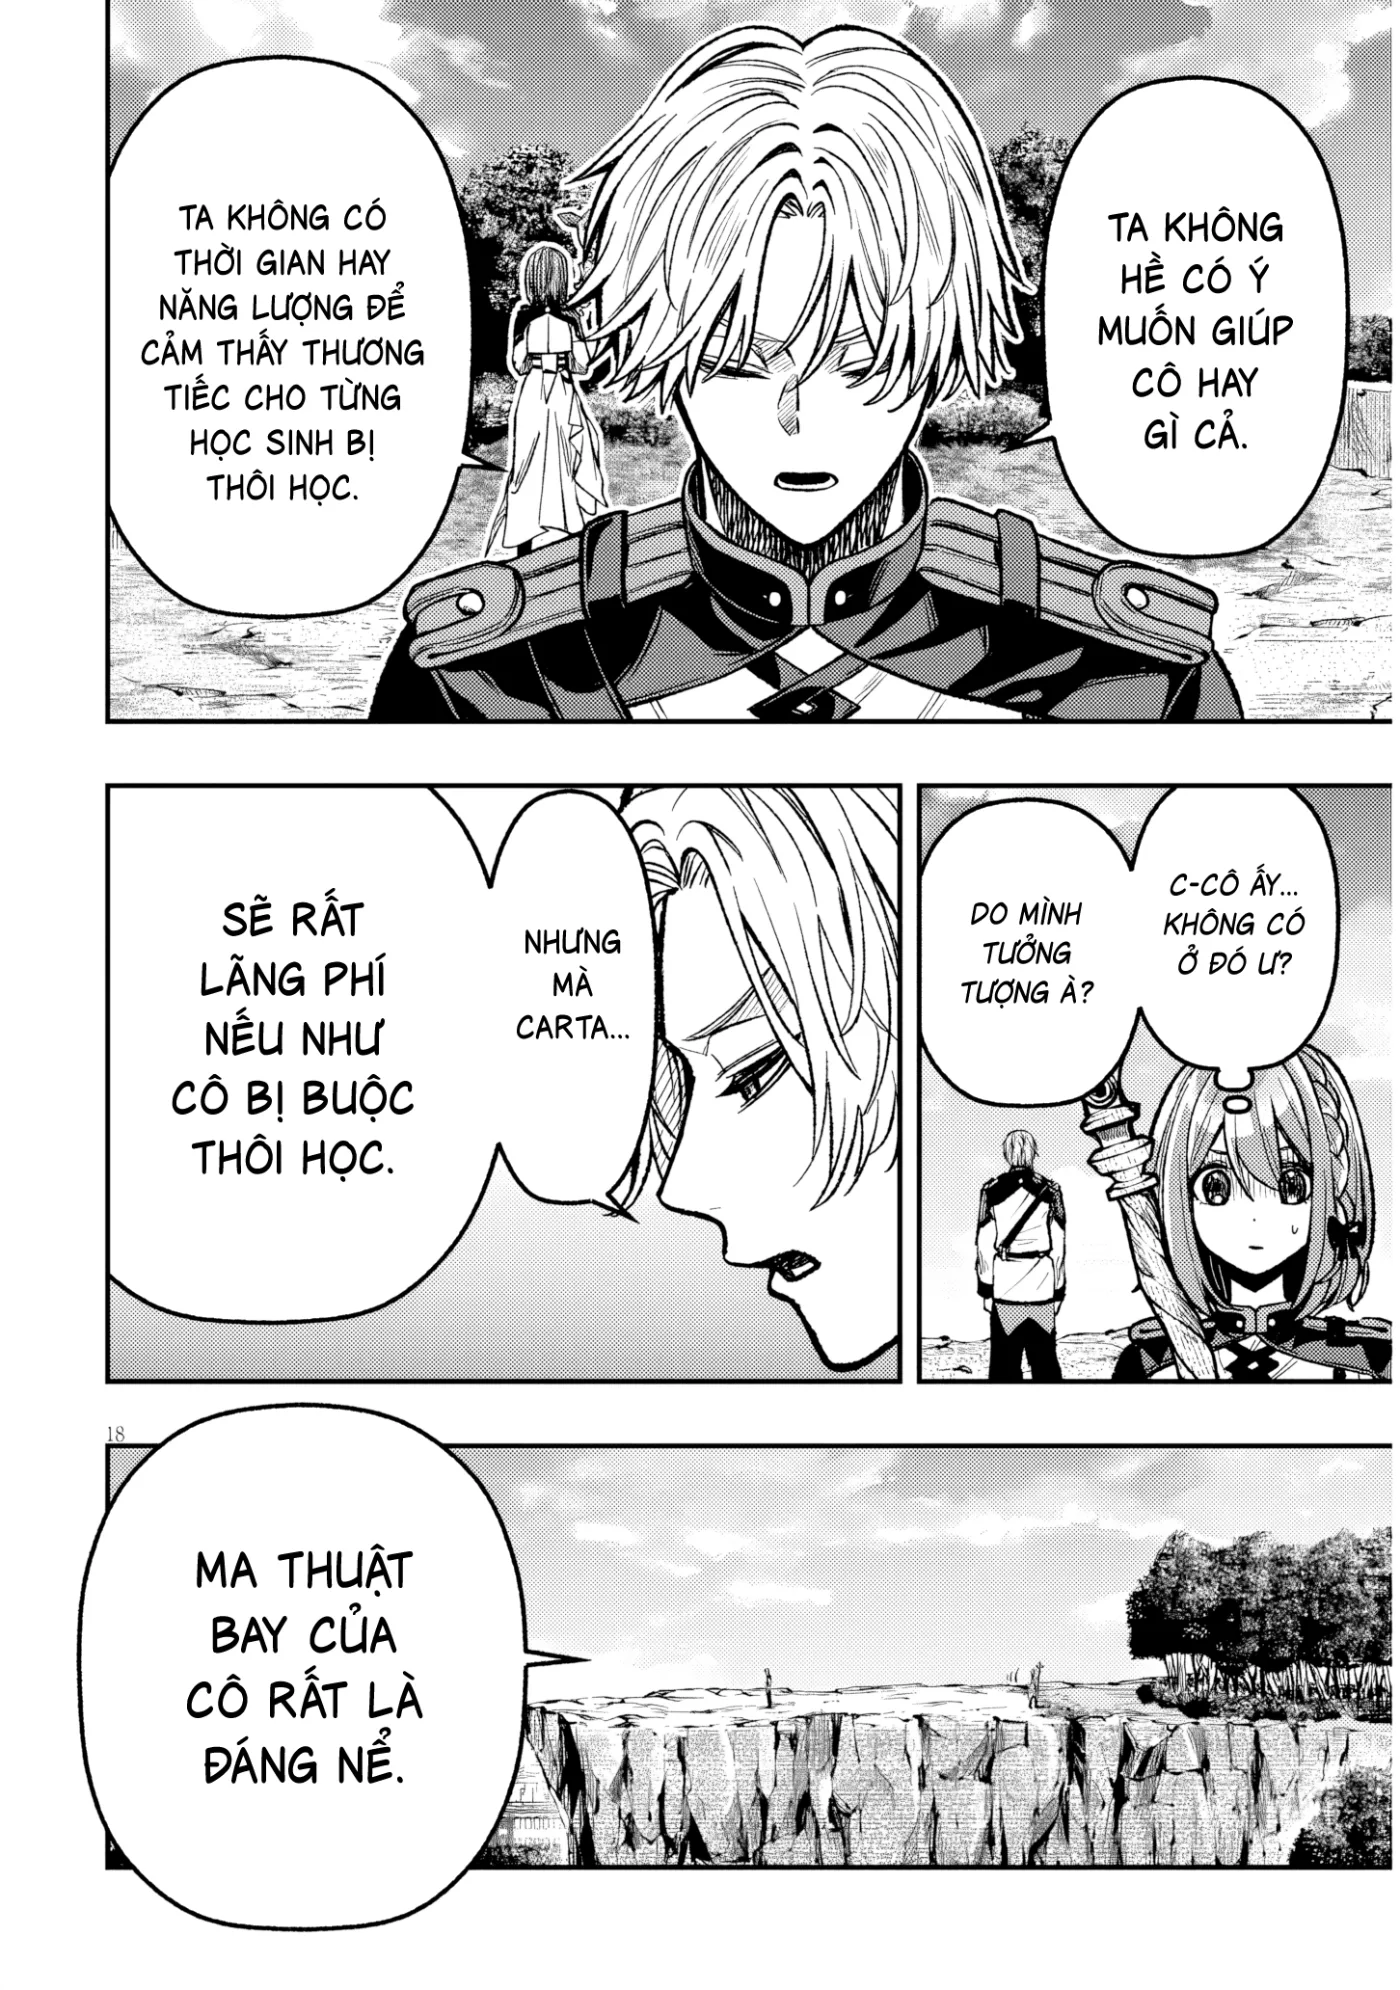 TA KHÔNG
HỀ CÓ Ý
MUỐN GIÚP
CÔ HAY
GÌ CẢ.
TA KHÔNG CÓ
THỜI GIAN HAY
NĂNG LƯỢNG ĐỂ
CẢM THẤY THƯƠNG
TIẾC CHO TỪNG
HỌC SINH BỊ
THÔI HỌC.
C-CÔ ẤY...
KHÔNG CÓ
Ở ĐÓ Ư?
DO MÌNH
TƯỞNG
TƯỢNG À?
NHƯNG
MÀ
CARTA...
SẼ RẤT
LÃNG PHÍ
NẾU NHƯ
CÔ BỊ BUỘC
THÔI HỌC.
18
MA THUẬT
BAY CỦA
CÔ RẤT LÀ
ĐÁNG NỂ.